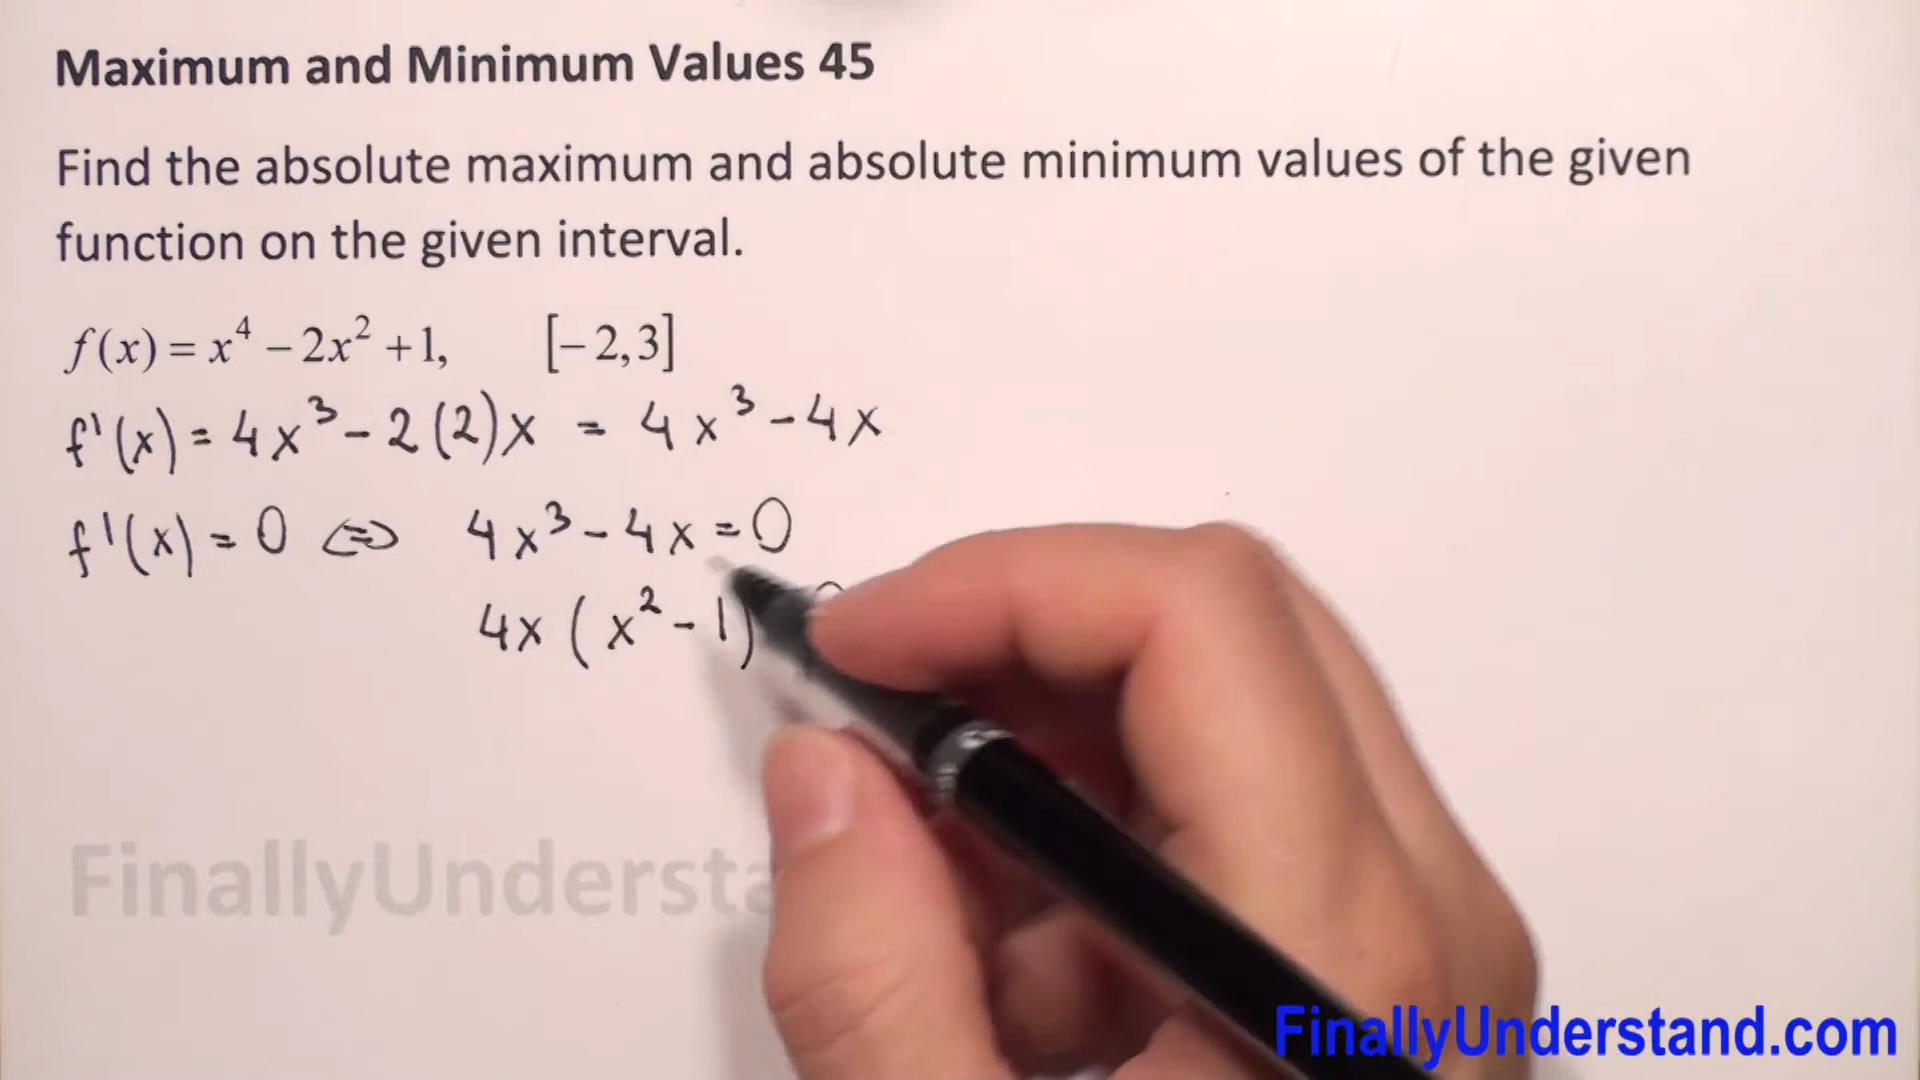 Maximum and Minimum Values 45
Find the absolute maximum and absolute minimum values of the given
function on the given interval.
f(x) = x⁴ − 2x² + 1, [−2,3]
f'(x) = 4x³ − 2(2)x = 4x³ − 4x
f'(x) = 0 ⇔ 4x³ − 4x = 0
4x(x² − 1)
FinallyUndersta
FinallyUnderstand.com